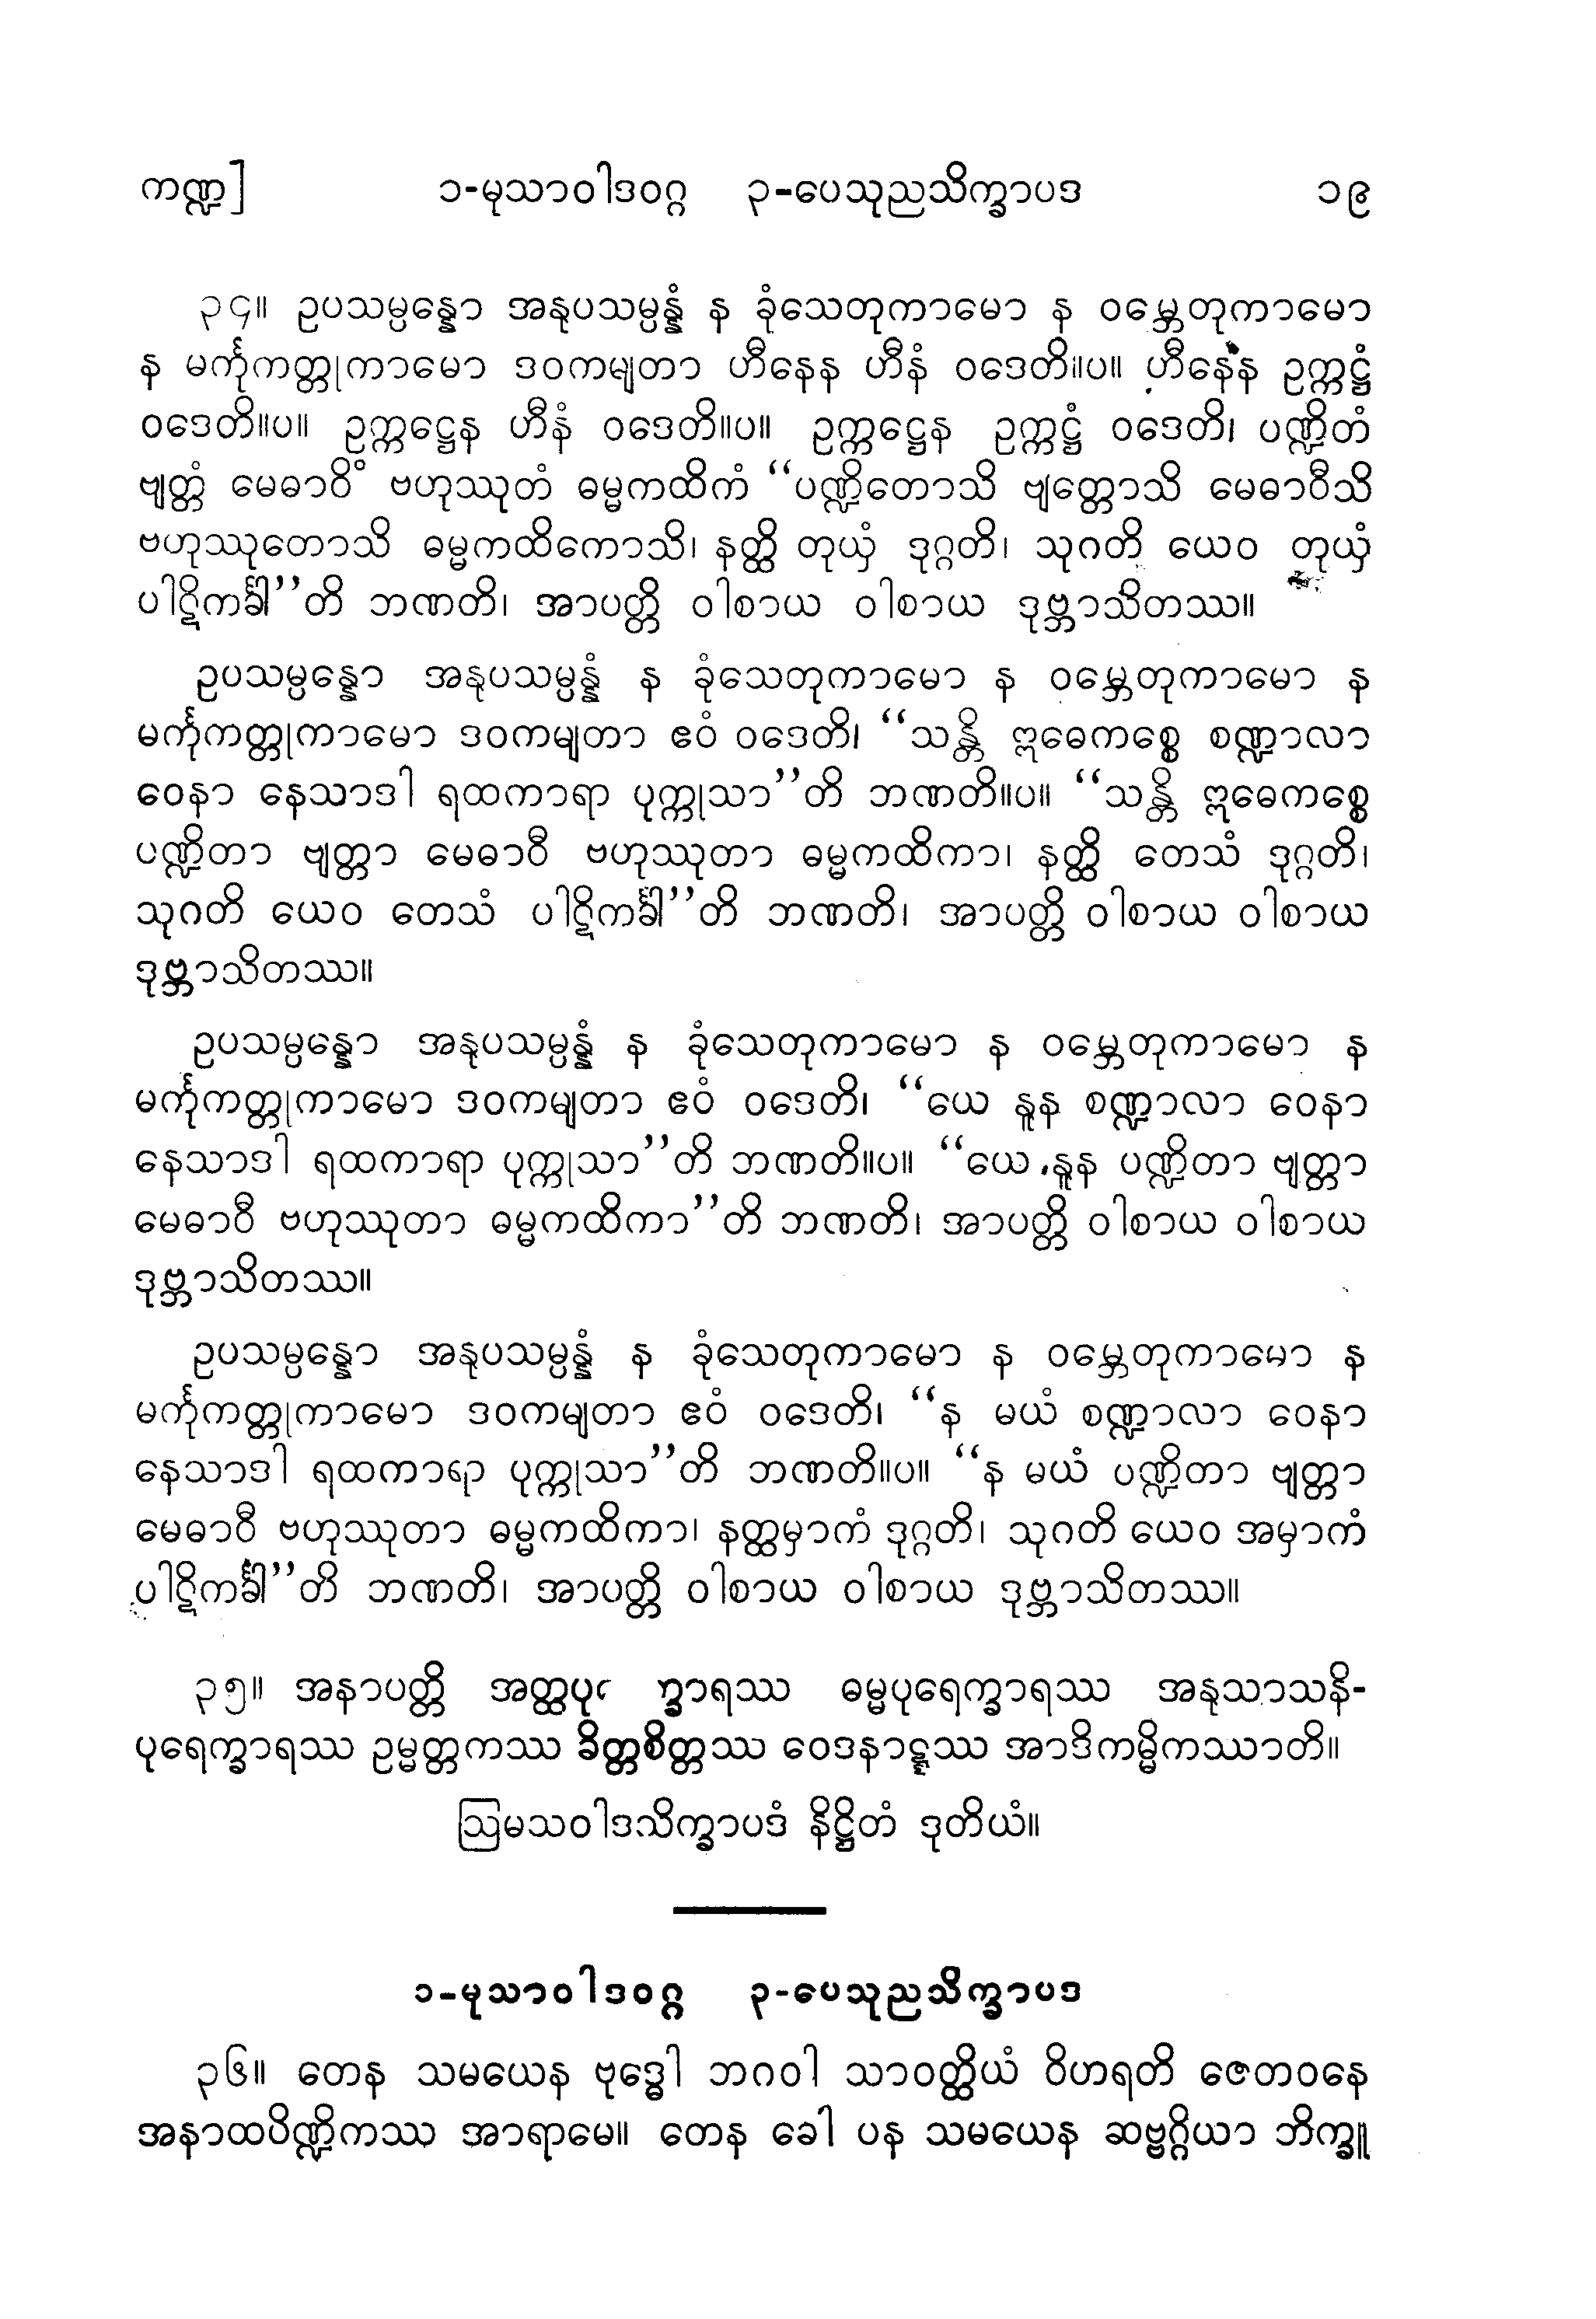 ကဏ္ဍ] ၁-မုသာဝါဒဝဂ္ဂ ၃-ပေသုညသိက္ခာပဒ ၁၉
၃၄။ ဥပသမ္ပန္နော အနုပသမ္ပန္နံ န ခုံသေတုကာမော န ဝမ္ဘေတုကာမော
န မင်္ကုကတ္တုကာမော ဒဝကမျတာ ဟီနေန ဟီနံ ဝဒေတိ။ပ။ ဟီနေန ဥက္ကဋ္ဌံ
ဝဒေတိ။ပ။ ဥက္ကဋ္ဌေန ဟီနံ ဝဒေတိ။ပ။ ဥက္ကဋ္ဌေန ဥက္ကဋ္ဌံ ဝဒေတိ၊ ပဏ္ဍိတံ
ဗျတ္တံ မေဓာဝိံ ဗဟုဿုတံ ဓမ္မကထိကံ “ပဏ္ဍိတောသိ ဗျတ္တောသိ မေဓာဝီသိ
ဗဟုဿုတောသိ ဓမ္မကထိကောသိ၊ နတ္ထိ တုယှံ ဒုဂ္ဂတိ၊ သုဂတိ ယေဝ တုယှံ
ပါဋိကင်္ခါ”တိ ဘဏတိ၊ အာပတ္တိ ဝါစာယ ဝါစာယ ဒုဗ္ဘာသိတဿ။
ဥပသမ္ပန္နော အနုပသမ္ပန္နံ န ခုံသေတုကာမော န ဝမ္ဘေတုကာမော န
မင်္ကုကတ္တုကာမော ဒဝကမျတာ ဧဝံ ဝဒေတိ၊ “သန္တိ ဣဓေကစ္စေ စဏ္ဍာလာ
ဝေနာ နေသာဒါ ရထကာရာ ပုက္ကုသာ”တိ ဘဏတိ။ပ။ “သန္တိ ဣဓေကစ္စေ
ပဏ္ဍိတာ ဗျတ္တာ မေဓာဝီ ဗဟုဿုတာ ဓမ္မကထိကာ၊ နတ္ထိ တေသံ ဒုဂ္ဂတိ၊
သုဂတိ ယေဝ တေသံ ပါဋိကင်္ခါ”တိ ဘဏတိ၊ အာပတ္တိ ဝါစာယ ဝါစာယ
ဒုဗ္ဘာသိတဿ။
ဥပသမ္ပန္နော အနုပသမ္ပန္နံ န ခုံသေတုကာမော န ဝမ္ဘေတုကာမော န
မင်္ကုကတ္တုကာမော ဒဝကမျတာ ဧဝံ ဝဒေတိ၊ “ယေ နူန စဏ္ဍာလာ ဝေနာ
နေသာဒါ ရထကာရာ ပုက္ကုသာ”တိ ဘဏတိ။ပ။ “ယေ နူန ပဏ္ဍိတာ ဗျတ္တာ
မေဓာဝီ ဗဟုဿုတာ ဓမ္မကထိကာ”တိ ဘဏတိ၊ အာပတ္တိ ဝါစာယ ဝါစာယ
ဒုဗ္ဘာသိတဿ။
ဥပသမ္ပန္နော အနုပသမ္ပန္နံ န ခုံသေတုကာမော န ဝမ္ဘေတုကာမော န
မင်္ကုကတ္တုကာမော ဒဝကမျတာ ဧဝံ ဝဒေတိ၊ “န မယံ စဏ္ဍာလာ ဝေနာ
နေသာဒါ ရထကာရာ ပုက္ကုသာ”တိ ဘဏတိ။ပ။ “န မယံ ပဏ္ဍိတာ ဗျတ္တာ
မေဓာဝီ ဗဟုဿုတာ ဓမ္မကထိကာ၊ နတ္ထမှာကံ ဒုဂ္ဂတိ၊ သုဂတိ ယေဝ အမှာကံ
ပါဋိကင်္ခါ”တိ ဘဏတိ၊ အာပတ္တိ ဝါစာယ ဝါစာယ ဒုဗ္ဘာသိတဿ။
၃၅။ အနာပတ္တိ ဓမ္မပုရေက္ခာရဿ အနုသာသနိ-
ပုရေက္ခာရဿ ဥမ္မတ္တကဿ ခိတ္တစိတ္တဿ ဝေဒနာဋ္ဋဿ အာဒိကမ္မိကဿာတိ။
ဩမသဝါဒသိက္ခာပဒံ နိဋ္ဌိတံ ဒုတိယံ။
၁-မုသာဝါဒဝဂ္ဂ ၃-ပေသုညသိက္ခာပဒ
၃၆။ တေန သမယေန ဗုဒ္ဓေါ ဘဂဝါ သာဝတ္ထိယံ ဝိဟရတိ ဇေတဝနေ
အနာထပိဏ္ဍိကဿ အာရာမေ။ တေန ခေါ ပန သမယေန ဆဗ္ဗဂ္ဂိယာ ဘိက္ခူ